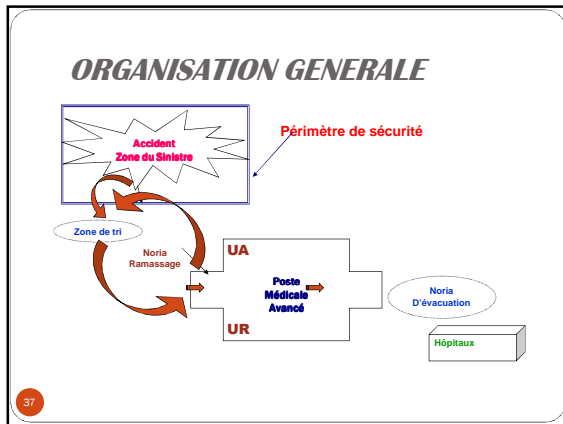 ORGANISATION GENERALE
Accident
Zone du Sinistre
Périmètre de sécurité
Zone de tri
Noria
Ramassage
UA
Poste
Médicale
Avancé
UR
Noria
D'évacuation
Hôpitaux
37